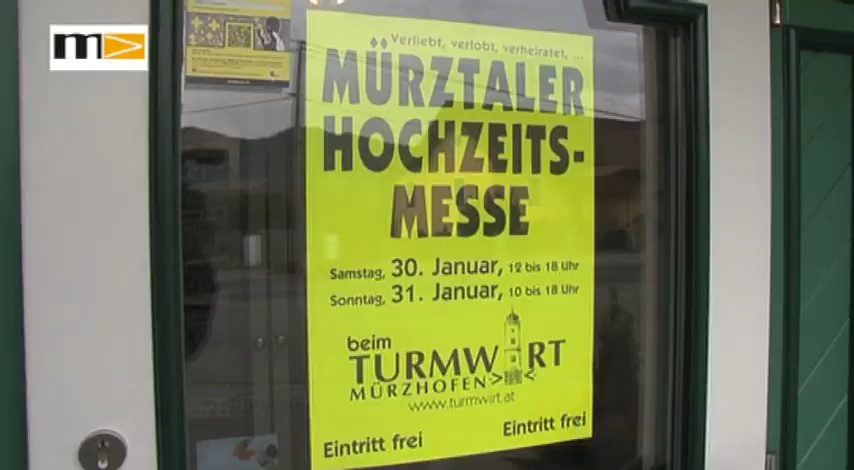 m
Verliebt, verlobt, verheiratet, ...
MÜRZTALER
HOCHZEITS-
MESSE
Samstag, 30. Januar, 12 bis 18 Uhr
Sonntag, 31. Januar, 10 bis 18 Uhr
beim
TURMWIRT
MÜRZHOFEN
www.turmwirt.at
Eintritt frei Eintritt frei